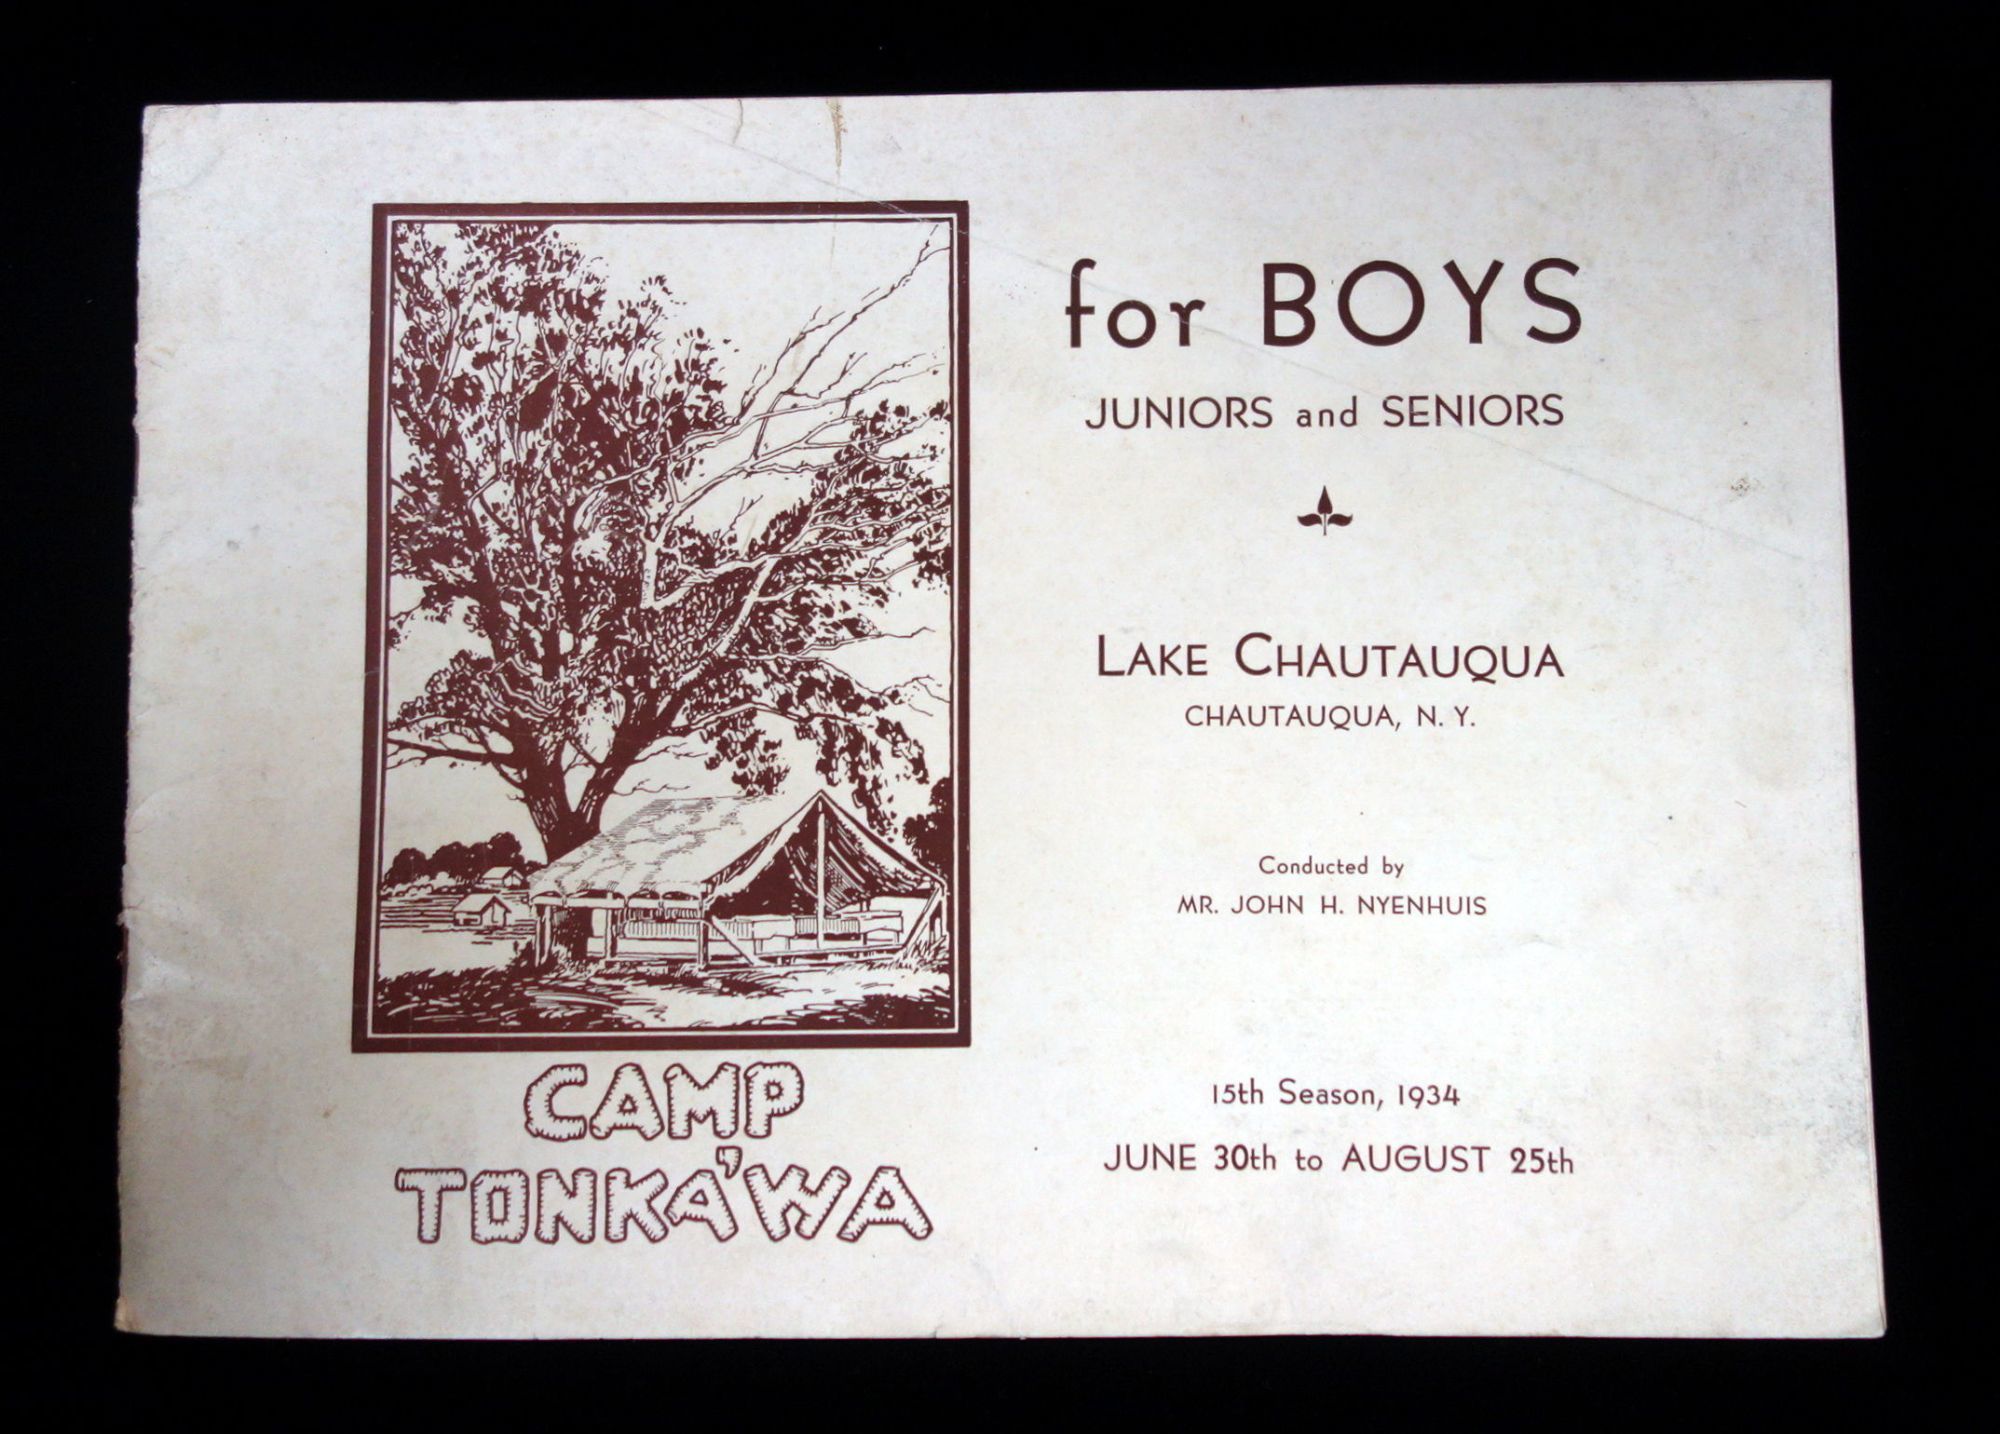 CAMP
TONKA'WA
for BOYS
JUNIORS and SENIORS
LAKE CHAUTAUQUA
CHAUTAUQUA, N. Y.
Conducted by
MR. JOHN H. NYENHUIS
15th Season, 1934
JUNE 30th to AUGUST 25th